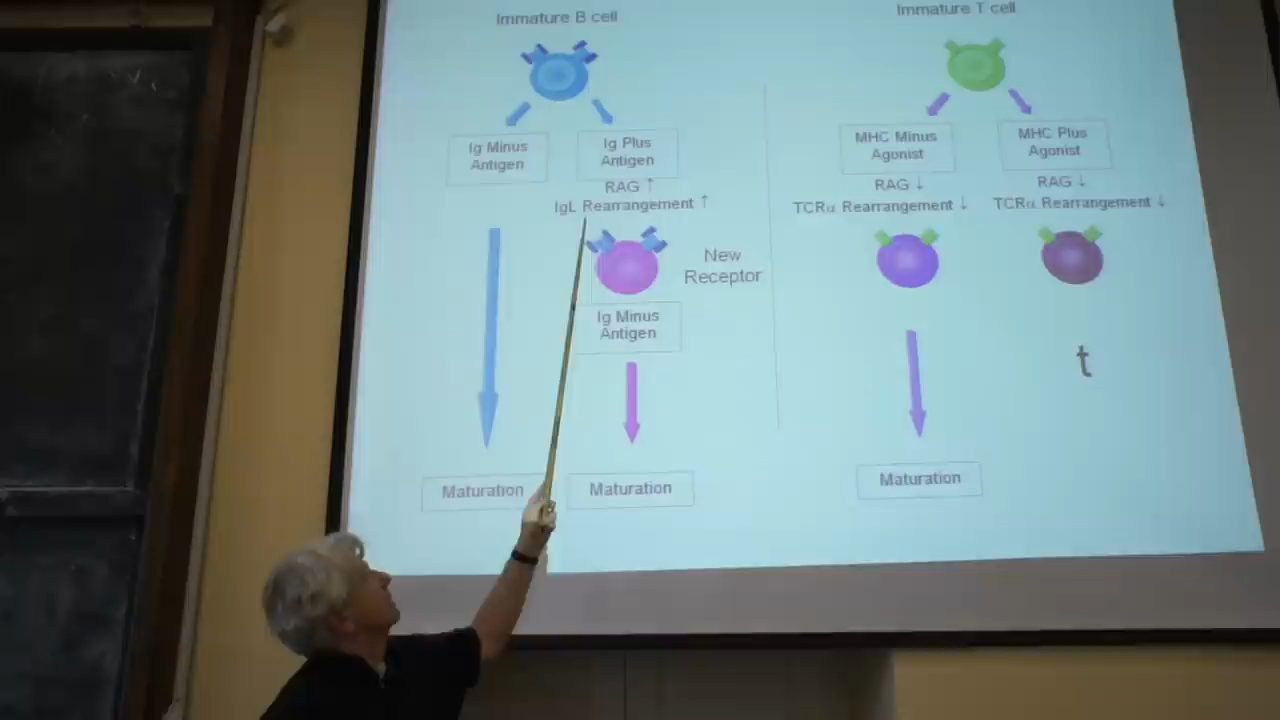 Immature B cell
Ig Minus
Antigen
Ig Plus
Antigen
RAG ↑
IgL Rearrangement ↑
New
Receptor
Ig Minus
Antigen
Maturation
Maturation
Immature T cell
MHC Minus
Agonist
MHC Plus
Agonist
RAG ↓
TCRα Rearrangement ↓
RAG ↓
TCRα Rearrangement ↓
t
Maturation